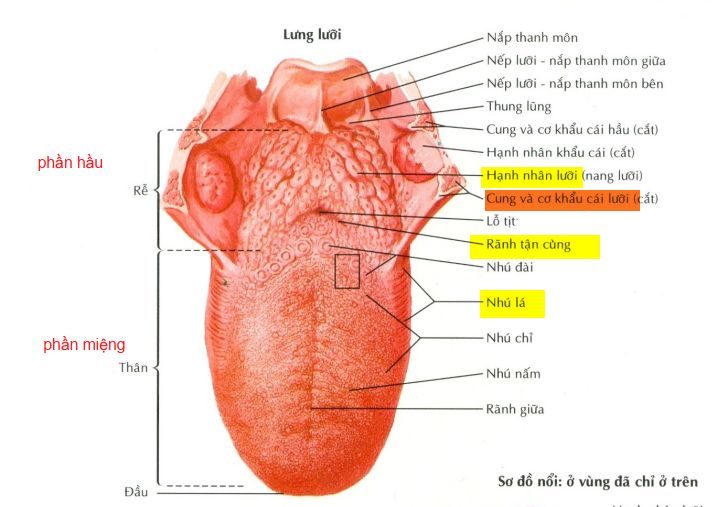 Lưng lưỡi
Nắp thanh môn
Nếp lưỡi - nắp thanh môn giữa
Nếp lưỡi - nắp thanh môn bên
Thung lũng
Cung và cơ khẩu cái hầu (cắt)
Hạnh nhân khẩu cái (cắt)
phần hầu
Hạnh nhân lưỡi (nang lưỡi)
Rễ
Cung và cơ khẩu cái lưỡi (cắt)
Lỗ tịt
Rãnh tận cùng
Nhú đài
Nhú lá
phần miệng
Nhú chỉ
Thân
Nhú nấm
Rãnh giữa
Sơ đồ nổi: ở vùng đã chỉ ở trên
Đầu